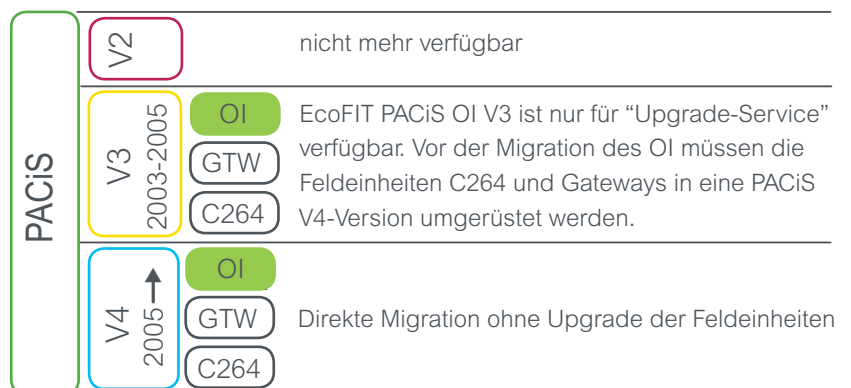 PACiS
V2
nicht mehr verfügbar
V3
2003-2005
OI
GTW
C264
EcoFIT PACiS OI V3 ist nur für “Upgrade-Service”
verfügbar. Vor der Migration des OI müssen die
Feldeinheiten C264 und Gateways in eine PACiS
V4-Version umgerüstet werden.
V4
2005→
OI
GTW
C264
Direkte Migration ohne Upgrade der Feldeinheiten